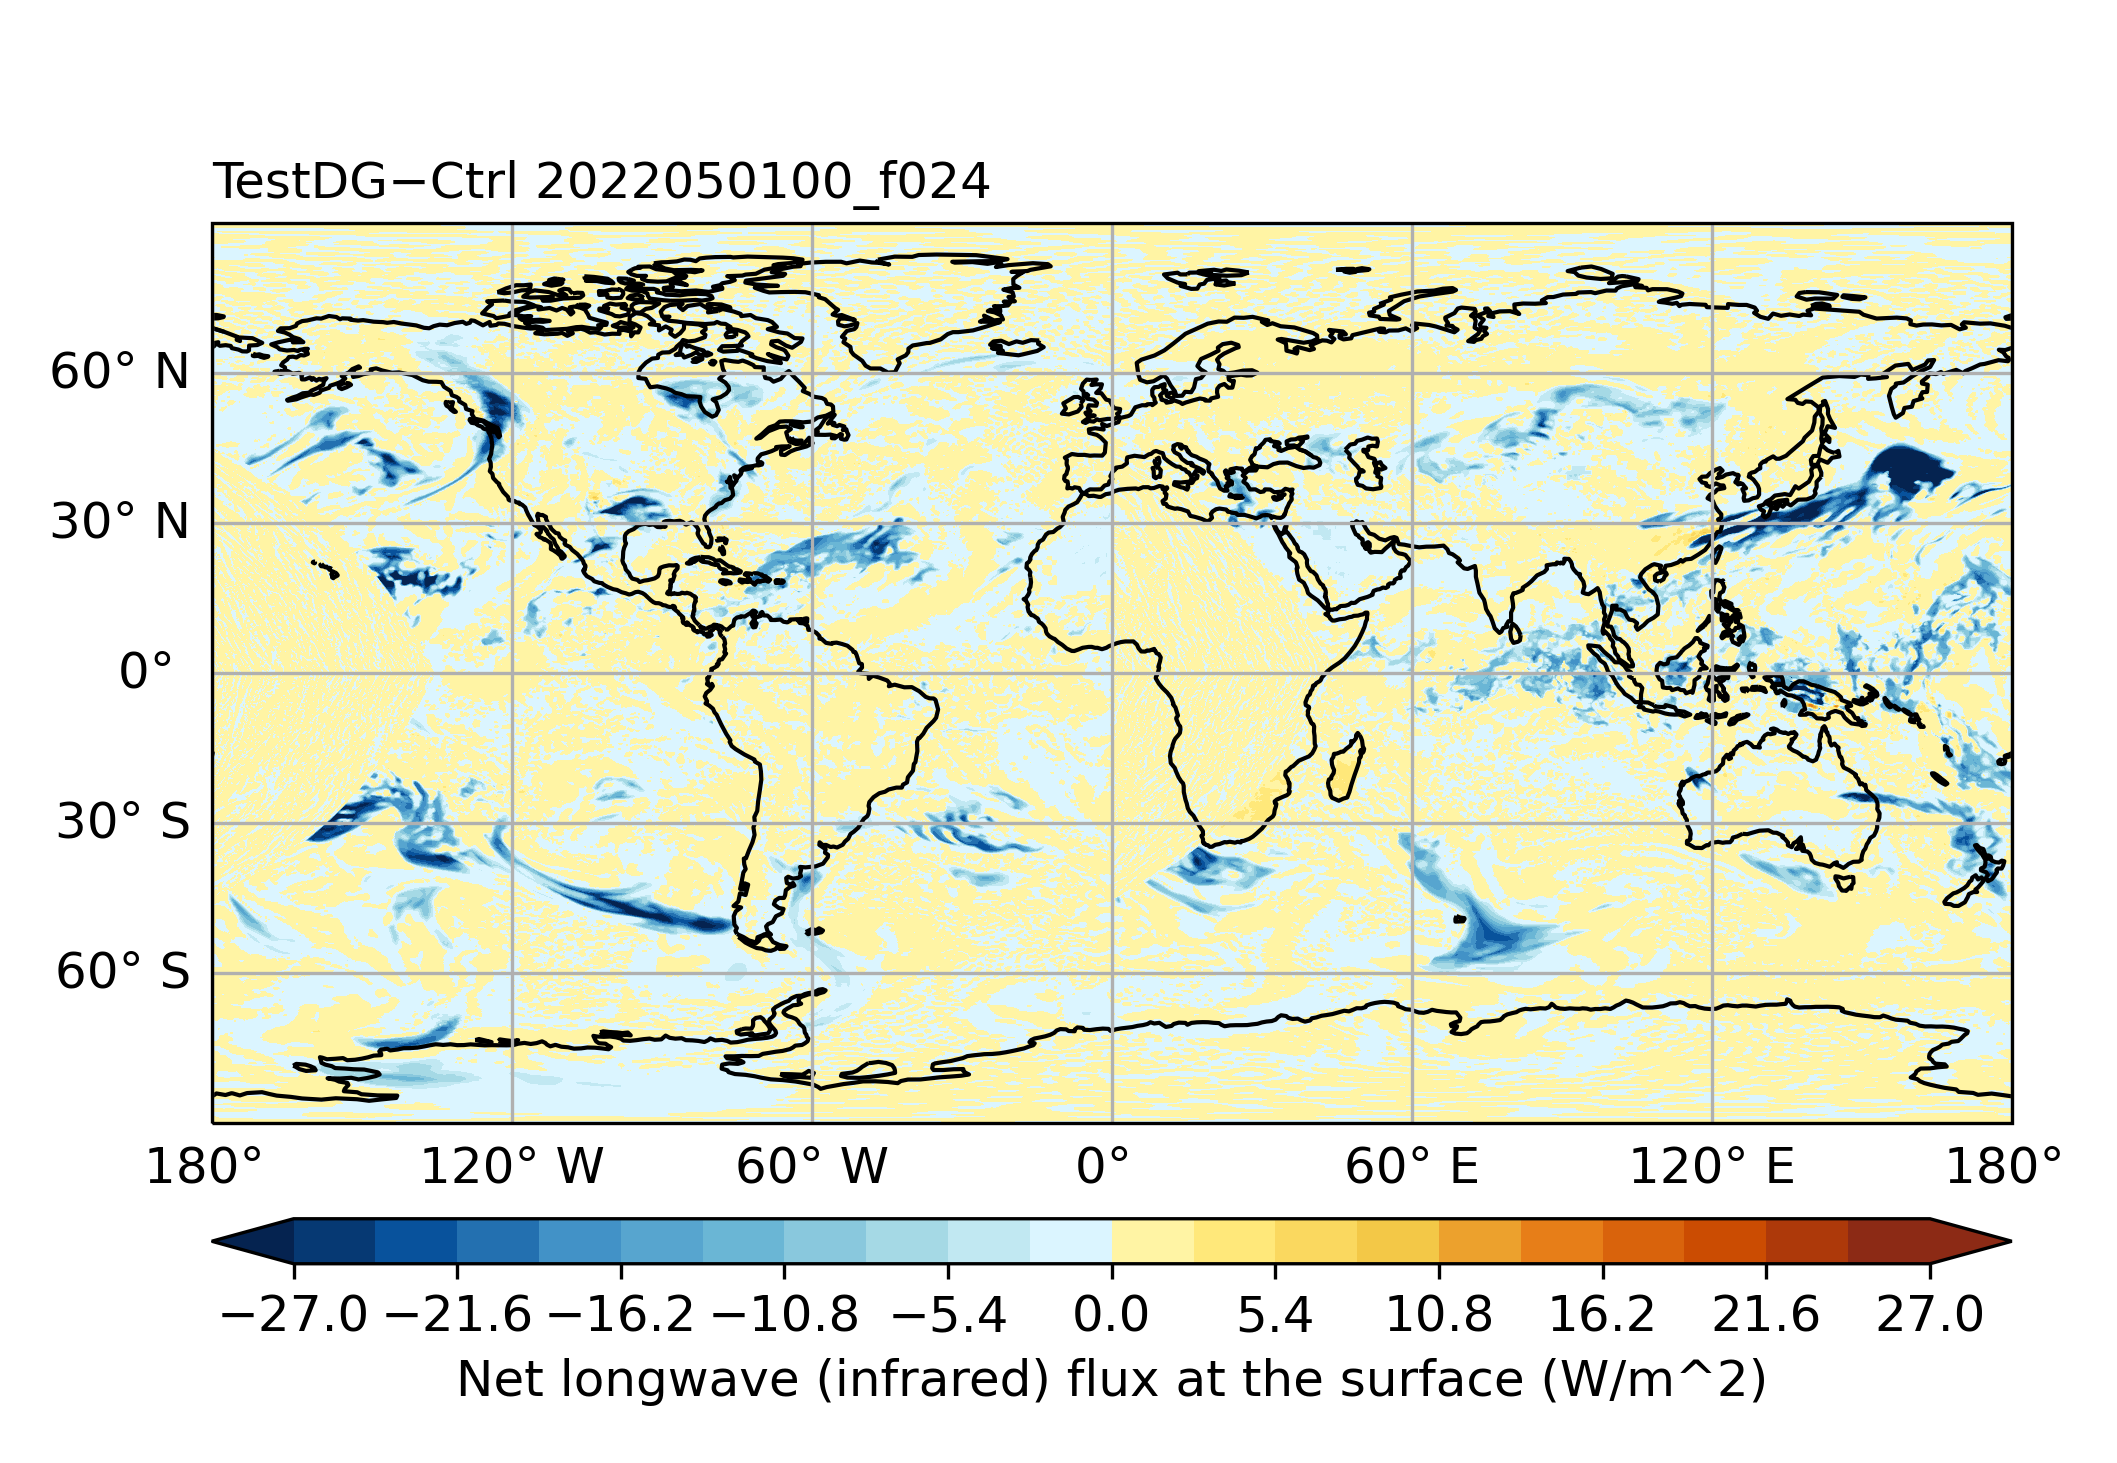 TestDG−Ctrl 2022050100_f024
60° N
30° N
0°
30° S
60° S
180° 120° W 60° W 0° 60° E 120° E 180°
−27.0 −21.6 −16.2 −10.8 −5.4 0.0 5.4 10.8 16.2 21.6 27.0
Net longwave (infrared) flux at the surface (W/m^2)